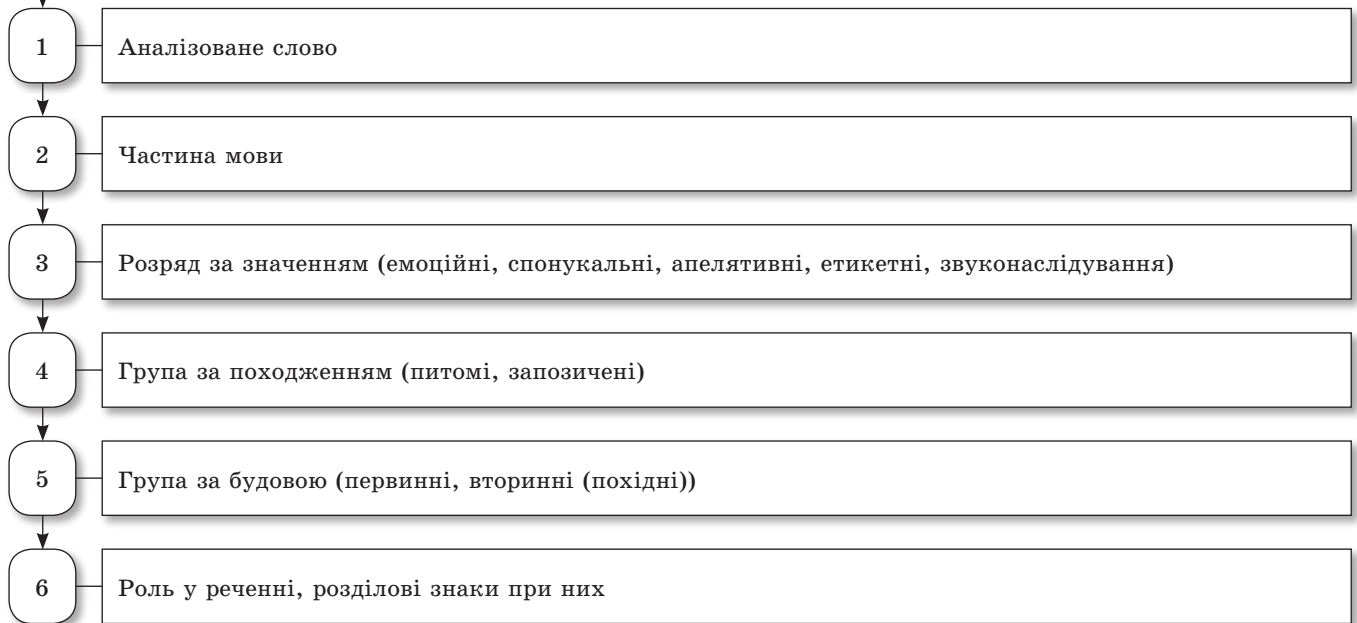 1 Аналізоване слово
2 Частина мови
3 Розряд за значенням (емоційні, спонукальні, апелятивні, етикетні, звуконаслідування)
4 Група за походженням (питомі, запозичені)
5 Група за будовою (первинні, вторинні (похідні))
6 Роль у реченні, розділові знаки при них